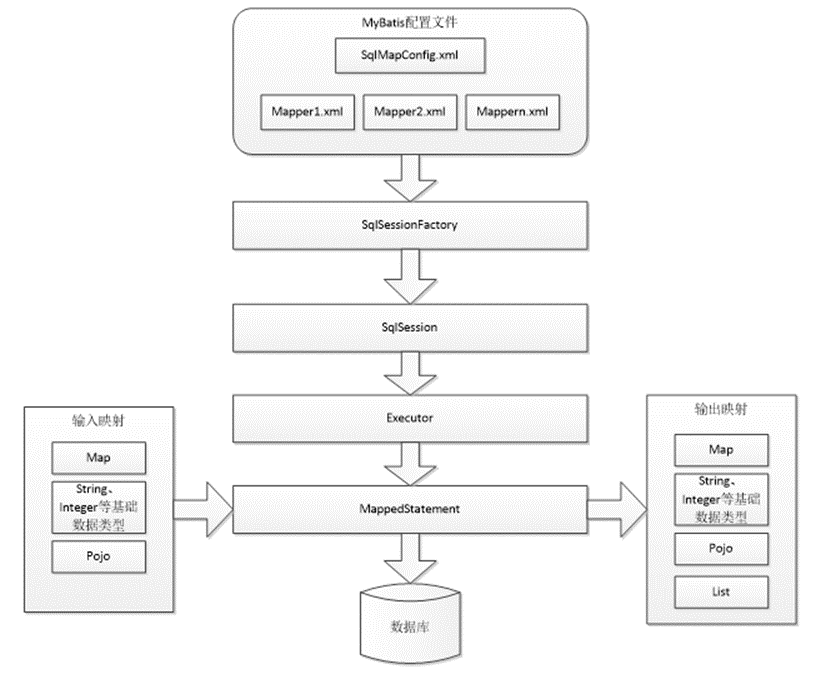 MyBatis配置文件
SqlMapConfig.xml
Mapper1.xml
Mapper2.xml
Mappern.xml
SqlSessionFactory
SqlSession
Executor
MappedStatement
数据库
输入映射
Map
String、
Integer等基础
数据类型
Pojo
输出映射
Map
String、
Integer等基础
数据类型
Pojo
List